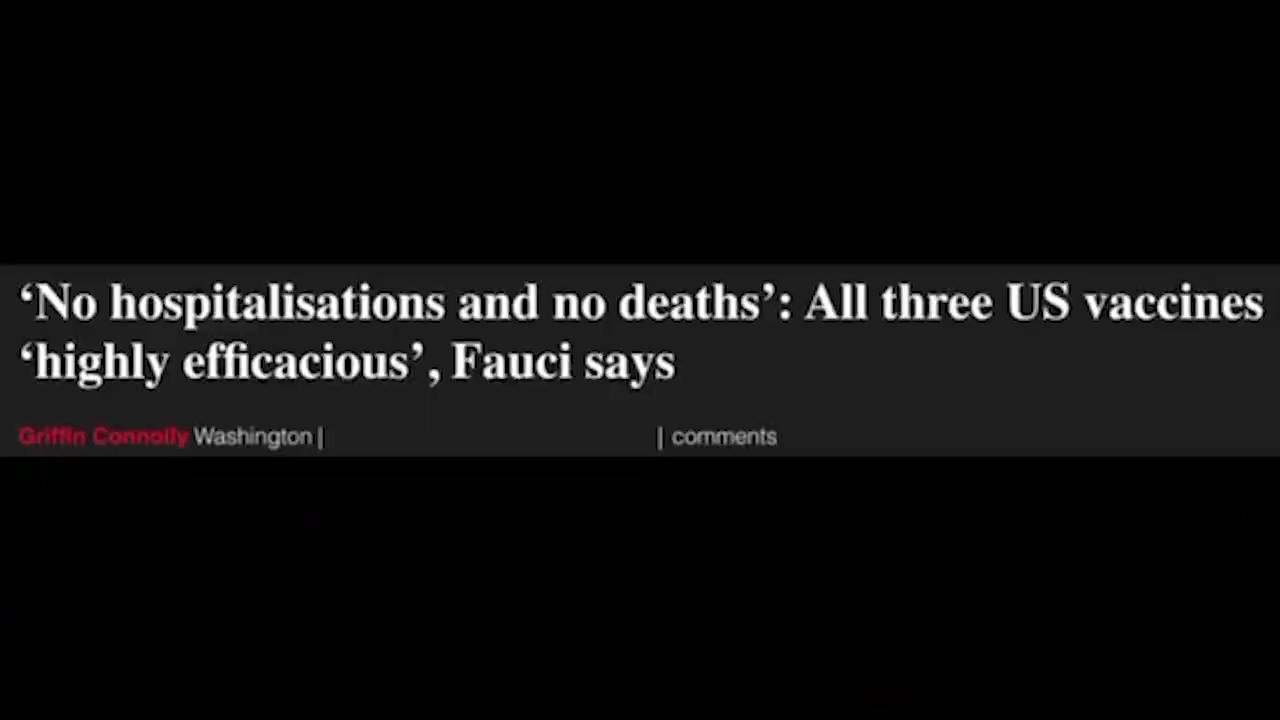 ‘No hospitalisations and no deaths’: All three US vaccines
‘highly efficacious’, Fauci says
Griffin Connolly Washington | | comments